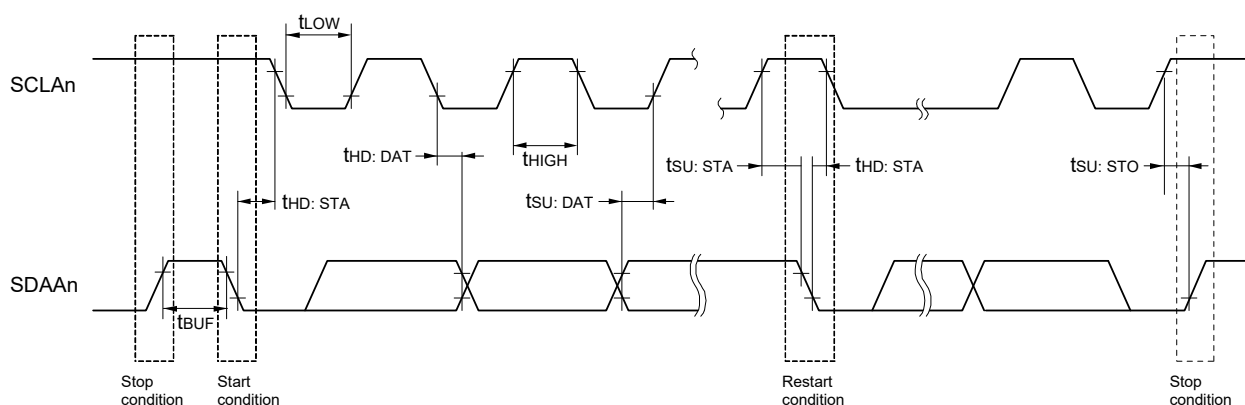 tLOW
SCLAn
tHD: DAT
tHIGH
tSU: STA
tHD: STA
tSU: STO
tHD: STA
tSU: DAT
SDAAn
tBUF
Stop
condition
Start
condition
Restart
condition
Stop
condition